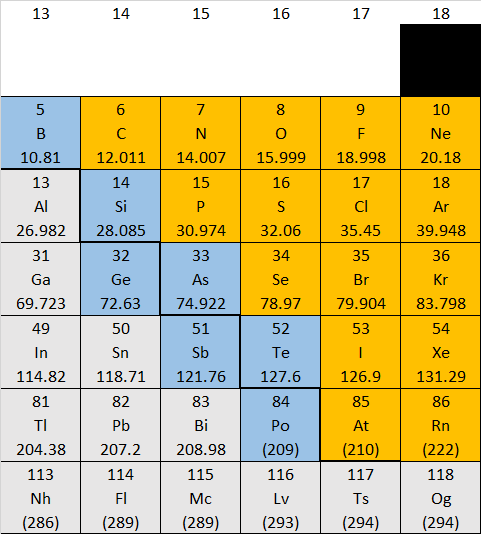 13 14 15 16 17 18
5 6 7 8 9 10
B C N O F Ne
10.81 12.011 14.007 15.999 18.998 20.18
13 14 15 16 17 18
Al Si P S Cl Ar
26.982 28.085 30.974 32.06 35.45 39.948
31 32 33 34 35 36
Ga Ge As Se Br Kr
69.723 72.63 74.922 78.97 79.904 83.798
49 50 51 52 53 54
In Sn Sb Te I Xe
114.82 118.71 121.76 127.6 126.9 131.29
81 82 83 84 85 86
Tl Pb Bi Po At Rn
204.38 207.2 208.98 (209) (210) (222)
113 114 115 116 117 118
Nh Fl Mc Lv Ts Og
(286) (289) (289) (293) (294) (294)